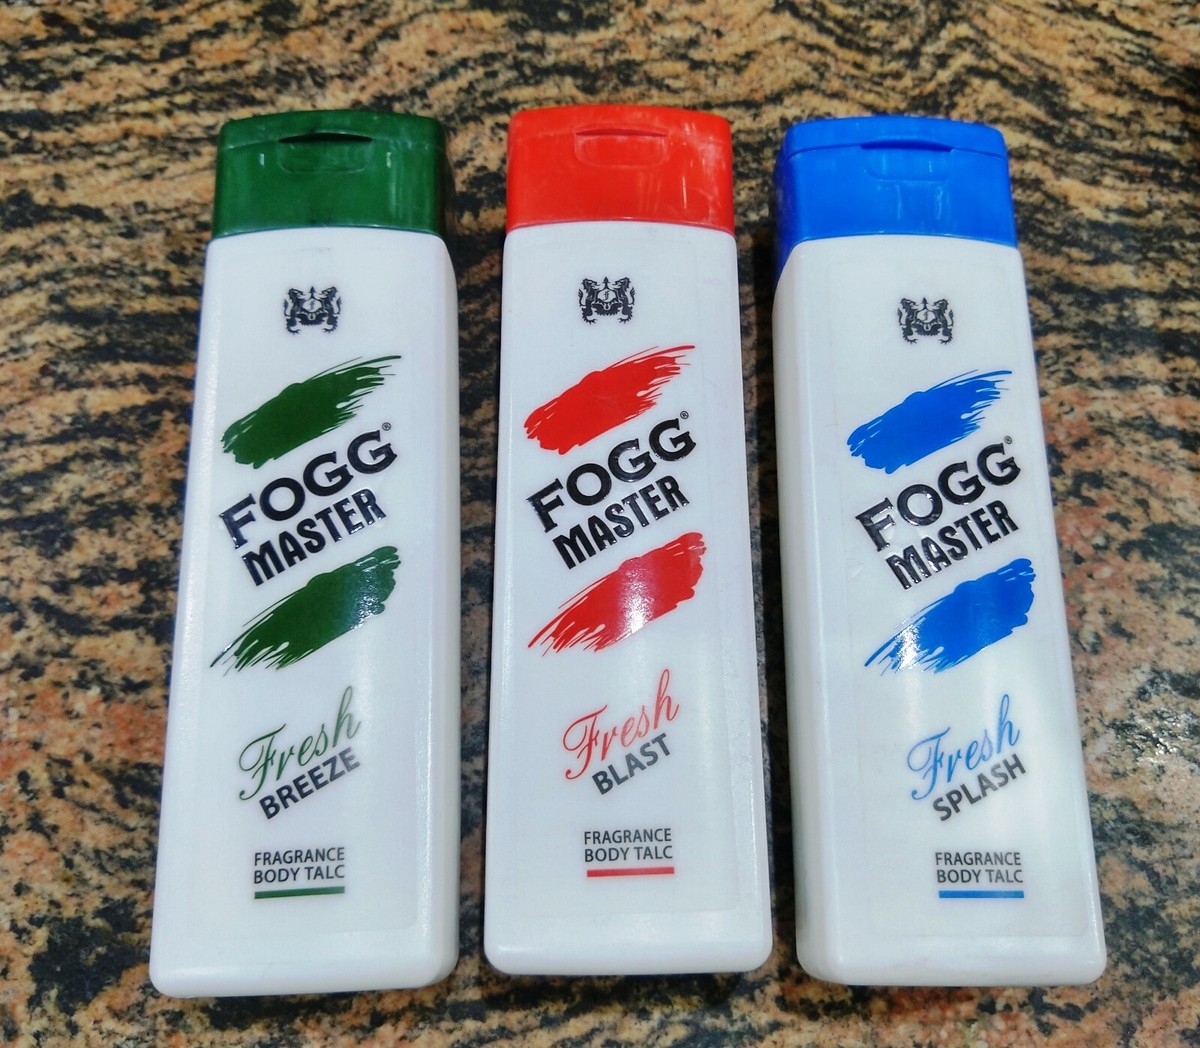 FOGG®
MASTER
Fresh
BREEZE
FRAGRANCE
BODY TALC
FOGG®
MASTER
Fresh
BLAST
FRAGRANCE
BODY TALC
FOGG®
MASTER
Fresh
SPLASH
FRAGRANCE
BODY TALC